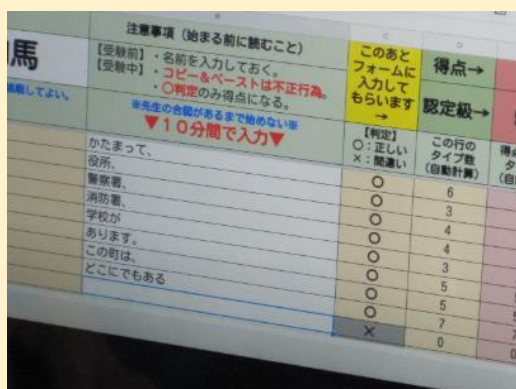 注意事項（始まる前に読むこと）
【受験前】・名前を入力しておく。
【受験中】・コピー＆ペーストは不正行為。
・○判定のみ得点になる。
※先生の合図があるまで始めない※
▼１０分間で入力▼
馬
してよい。
このあと
フォームに
入力して
もらいます
→
得点→
認定級→
【判定】
○：正しい
×：間違い
この行の
タイプ数
(自動計算)
かたまって、
役所、
警察署、
消防署、
学校が
あります。
この町は、
どこにでもある
○ 6
○ 3
○ 4
○ 4
○ 3
○ 5
○ 5
○ 7
× 0